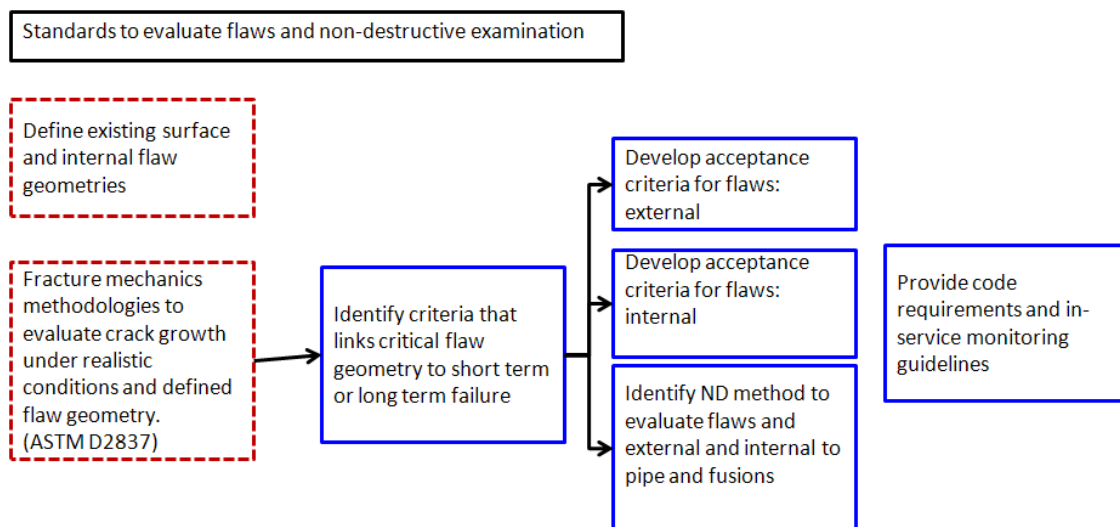 Standards to evaluate flaws and non-destructive examination
Define existing surface
and internal flaw
geometries
Fracture mechanics
methodologies to
evaluate crack growth
under realistic
conditions and defined
flaw geometry.
(ASTM D2837)
Identify criteria that
links critical flaw
geometry to short term
or long term failure
Develop acceptance
criteria for flaws:
external
Develop acceptance
criteria for flaws:
internal
Identify ND method to
evaluate flaws and
external and internal to
pipe and fusions
Provide code
requirements and in-
service monitoring
guidelines